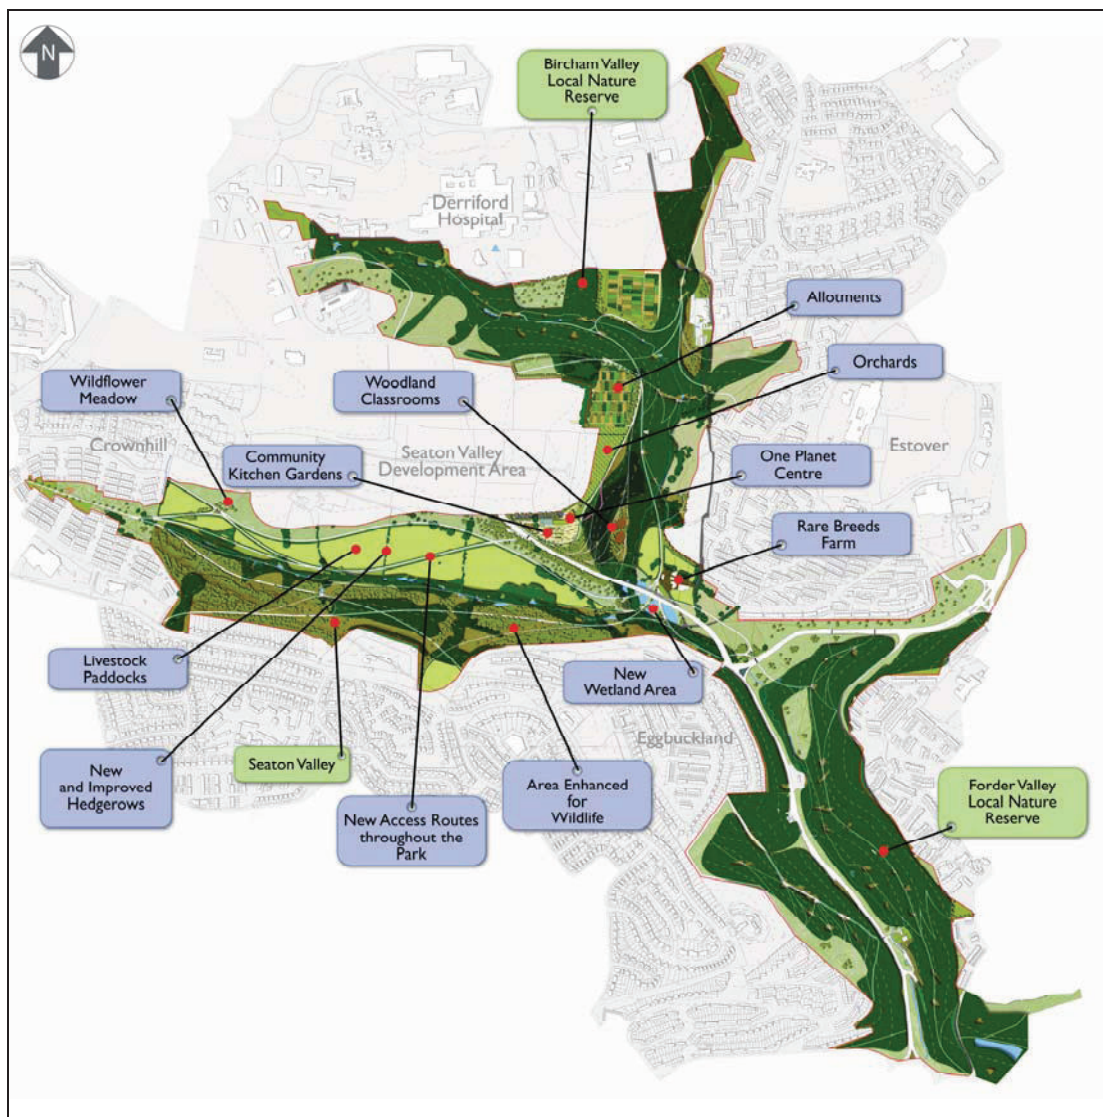 N
Bircham Valley
Local Nature
Reserve
Derriford
Hospital
Allotments
Orchards
Wildflower
Meadow
Woodland
Classrooms
Crownhill
Seaton Valley
Development Area
Estover
Community
Kitchen Gardens
One Planet
Centre
Rare Breeds
Farm
Livestock
Paddocks
New
Wetland Area
Eggbuckland
New
and Improved
Hedgerows
Seaton Valley
New Access Routes
throughout the
Park
Area Enhanced
for
Wildlife
Forder Valley
Local Nature
Reserve